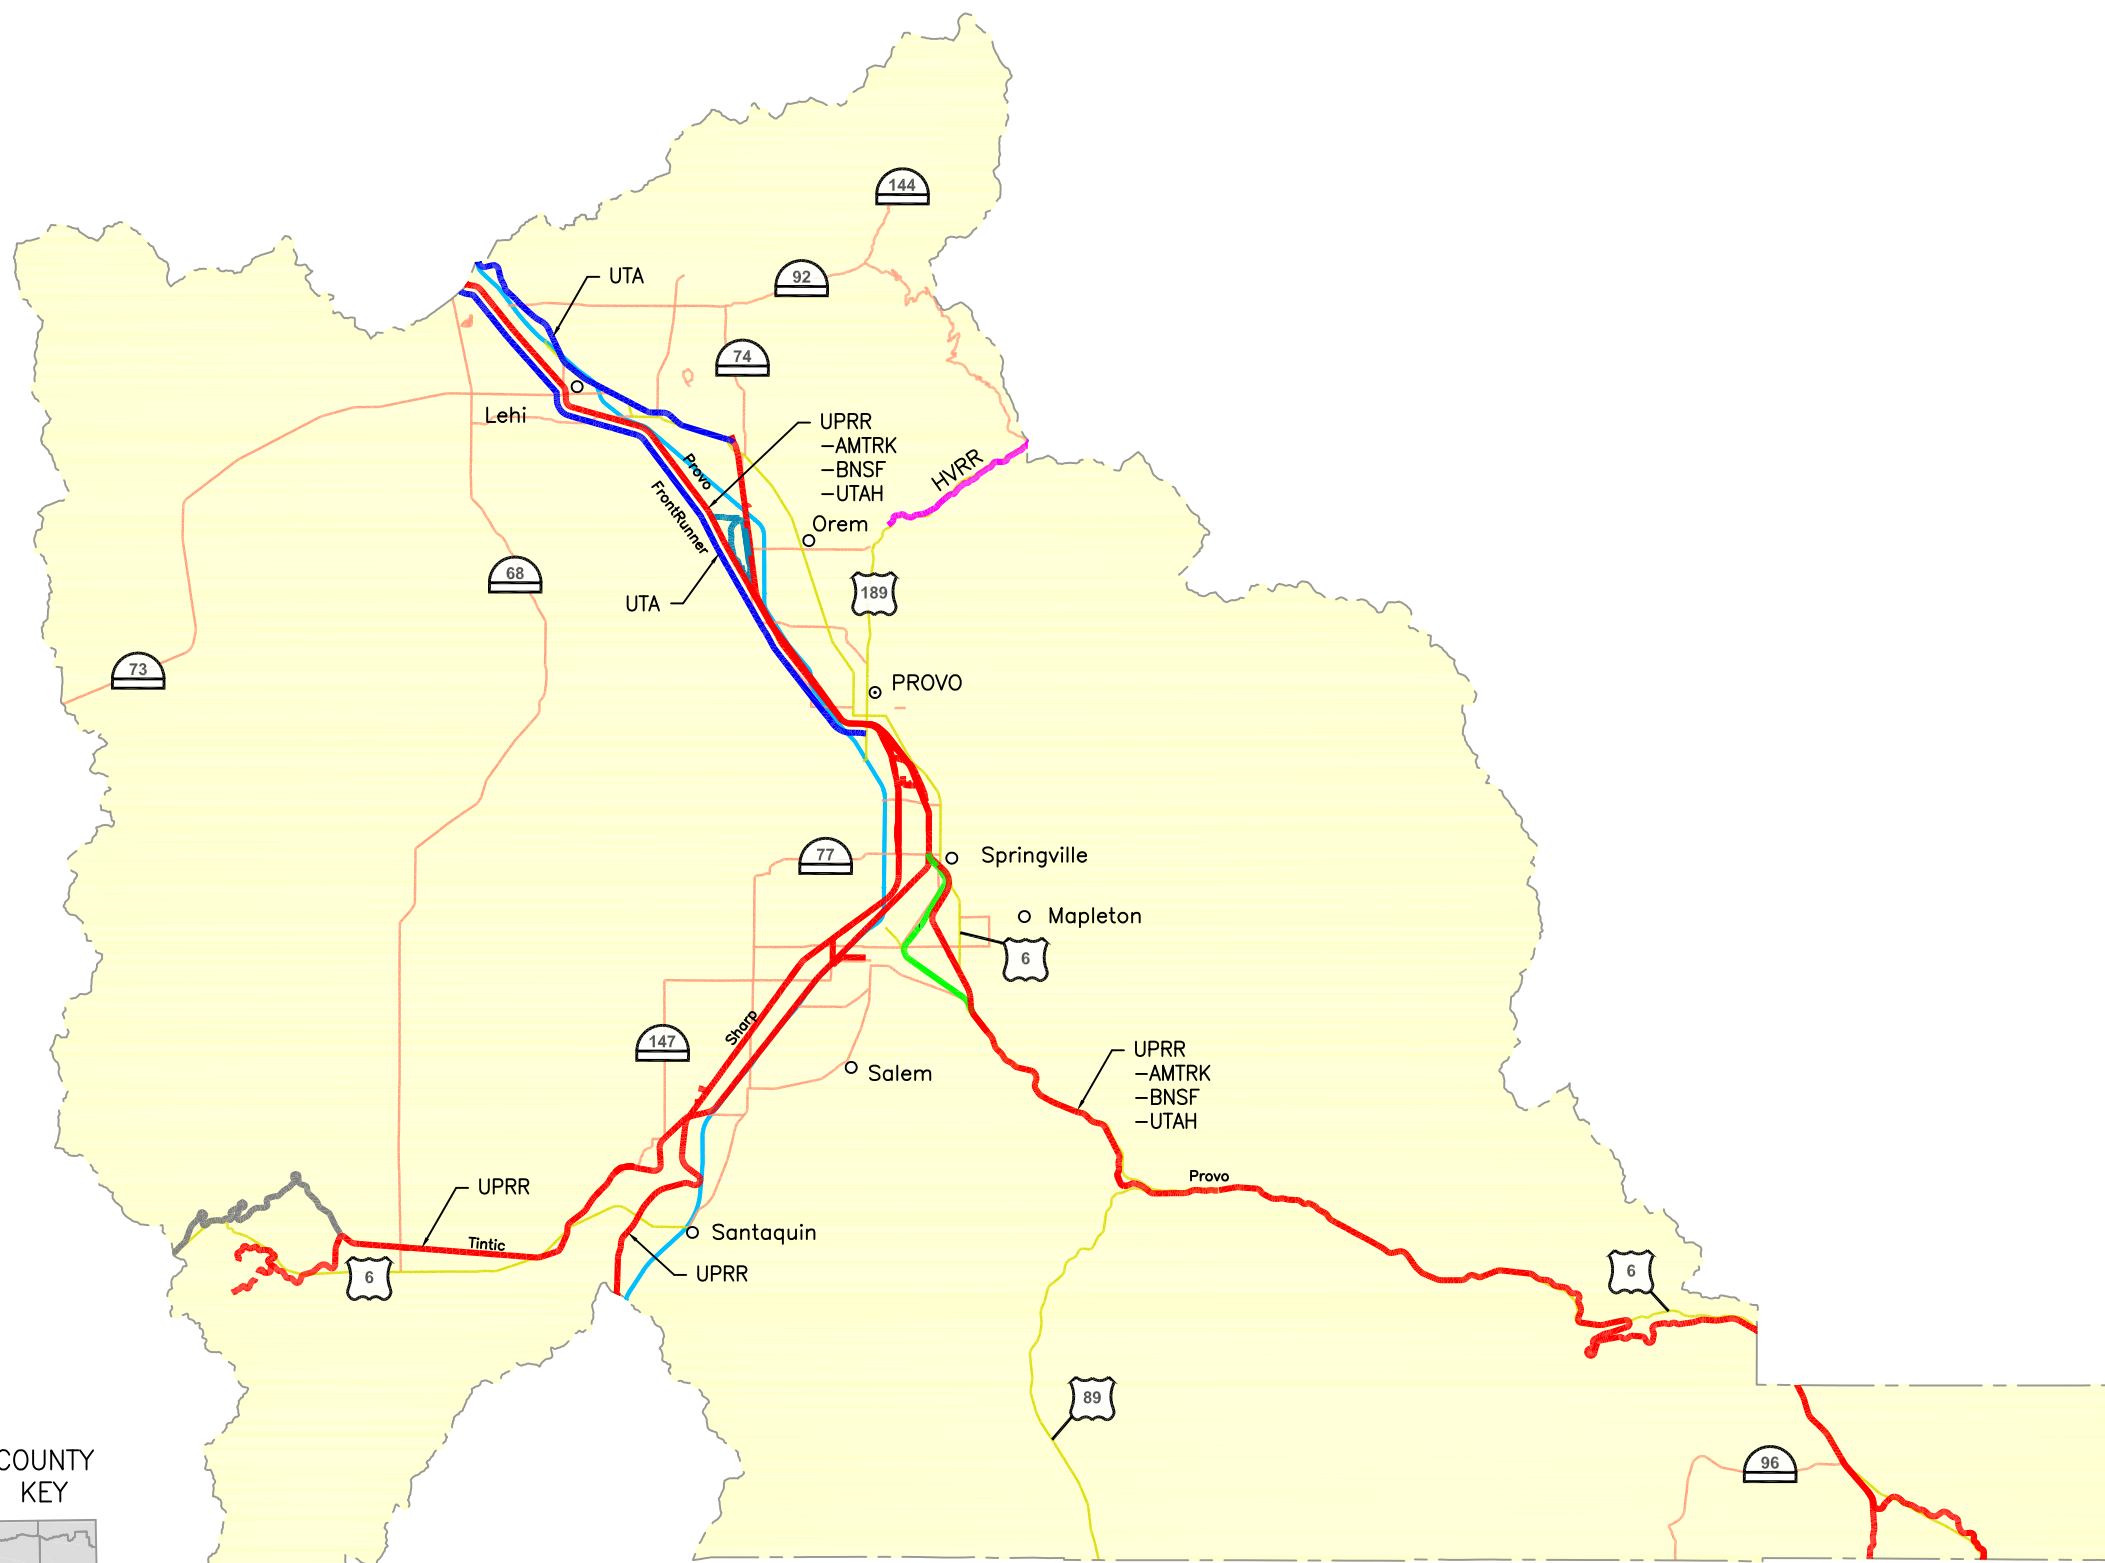 144
92
UTA
74
Lehi
UPRR
-AMTRK
-BNSF
-UTAH
Provo
FrontRunner
HVRR
Orem
68
189
UTA
73
PROVO
77
Springville
Mapleton
6
Sharp
147
Salem
UPRR
-AMTRK
-BNSF
-UTAH
Provo
UPRR
Tintic
Santaquin
UPRR
6
6
89
96
COUNTY
KEY